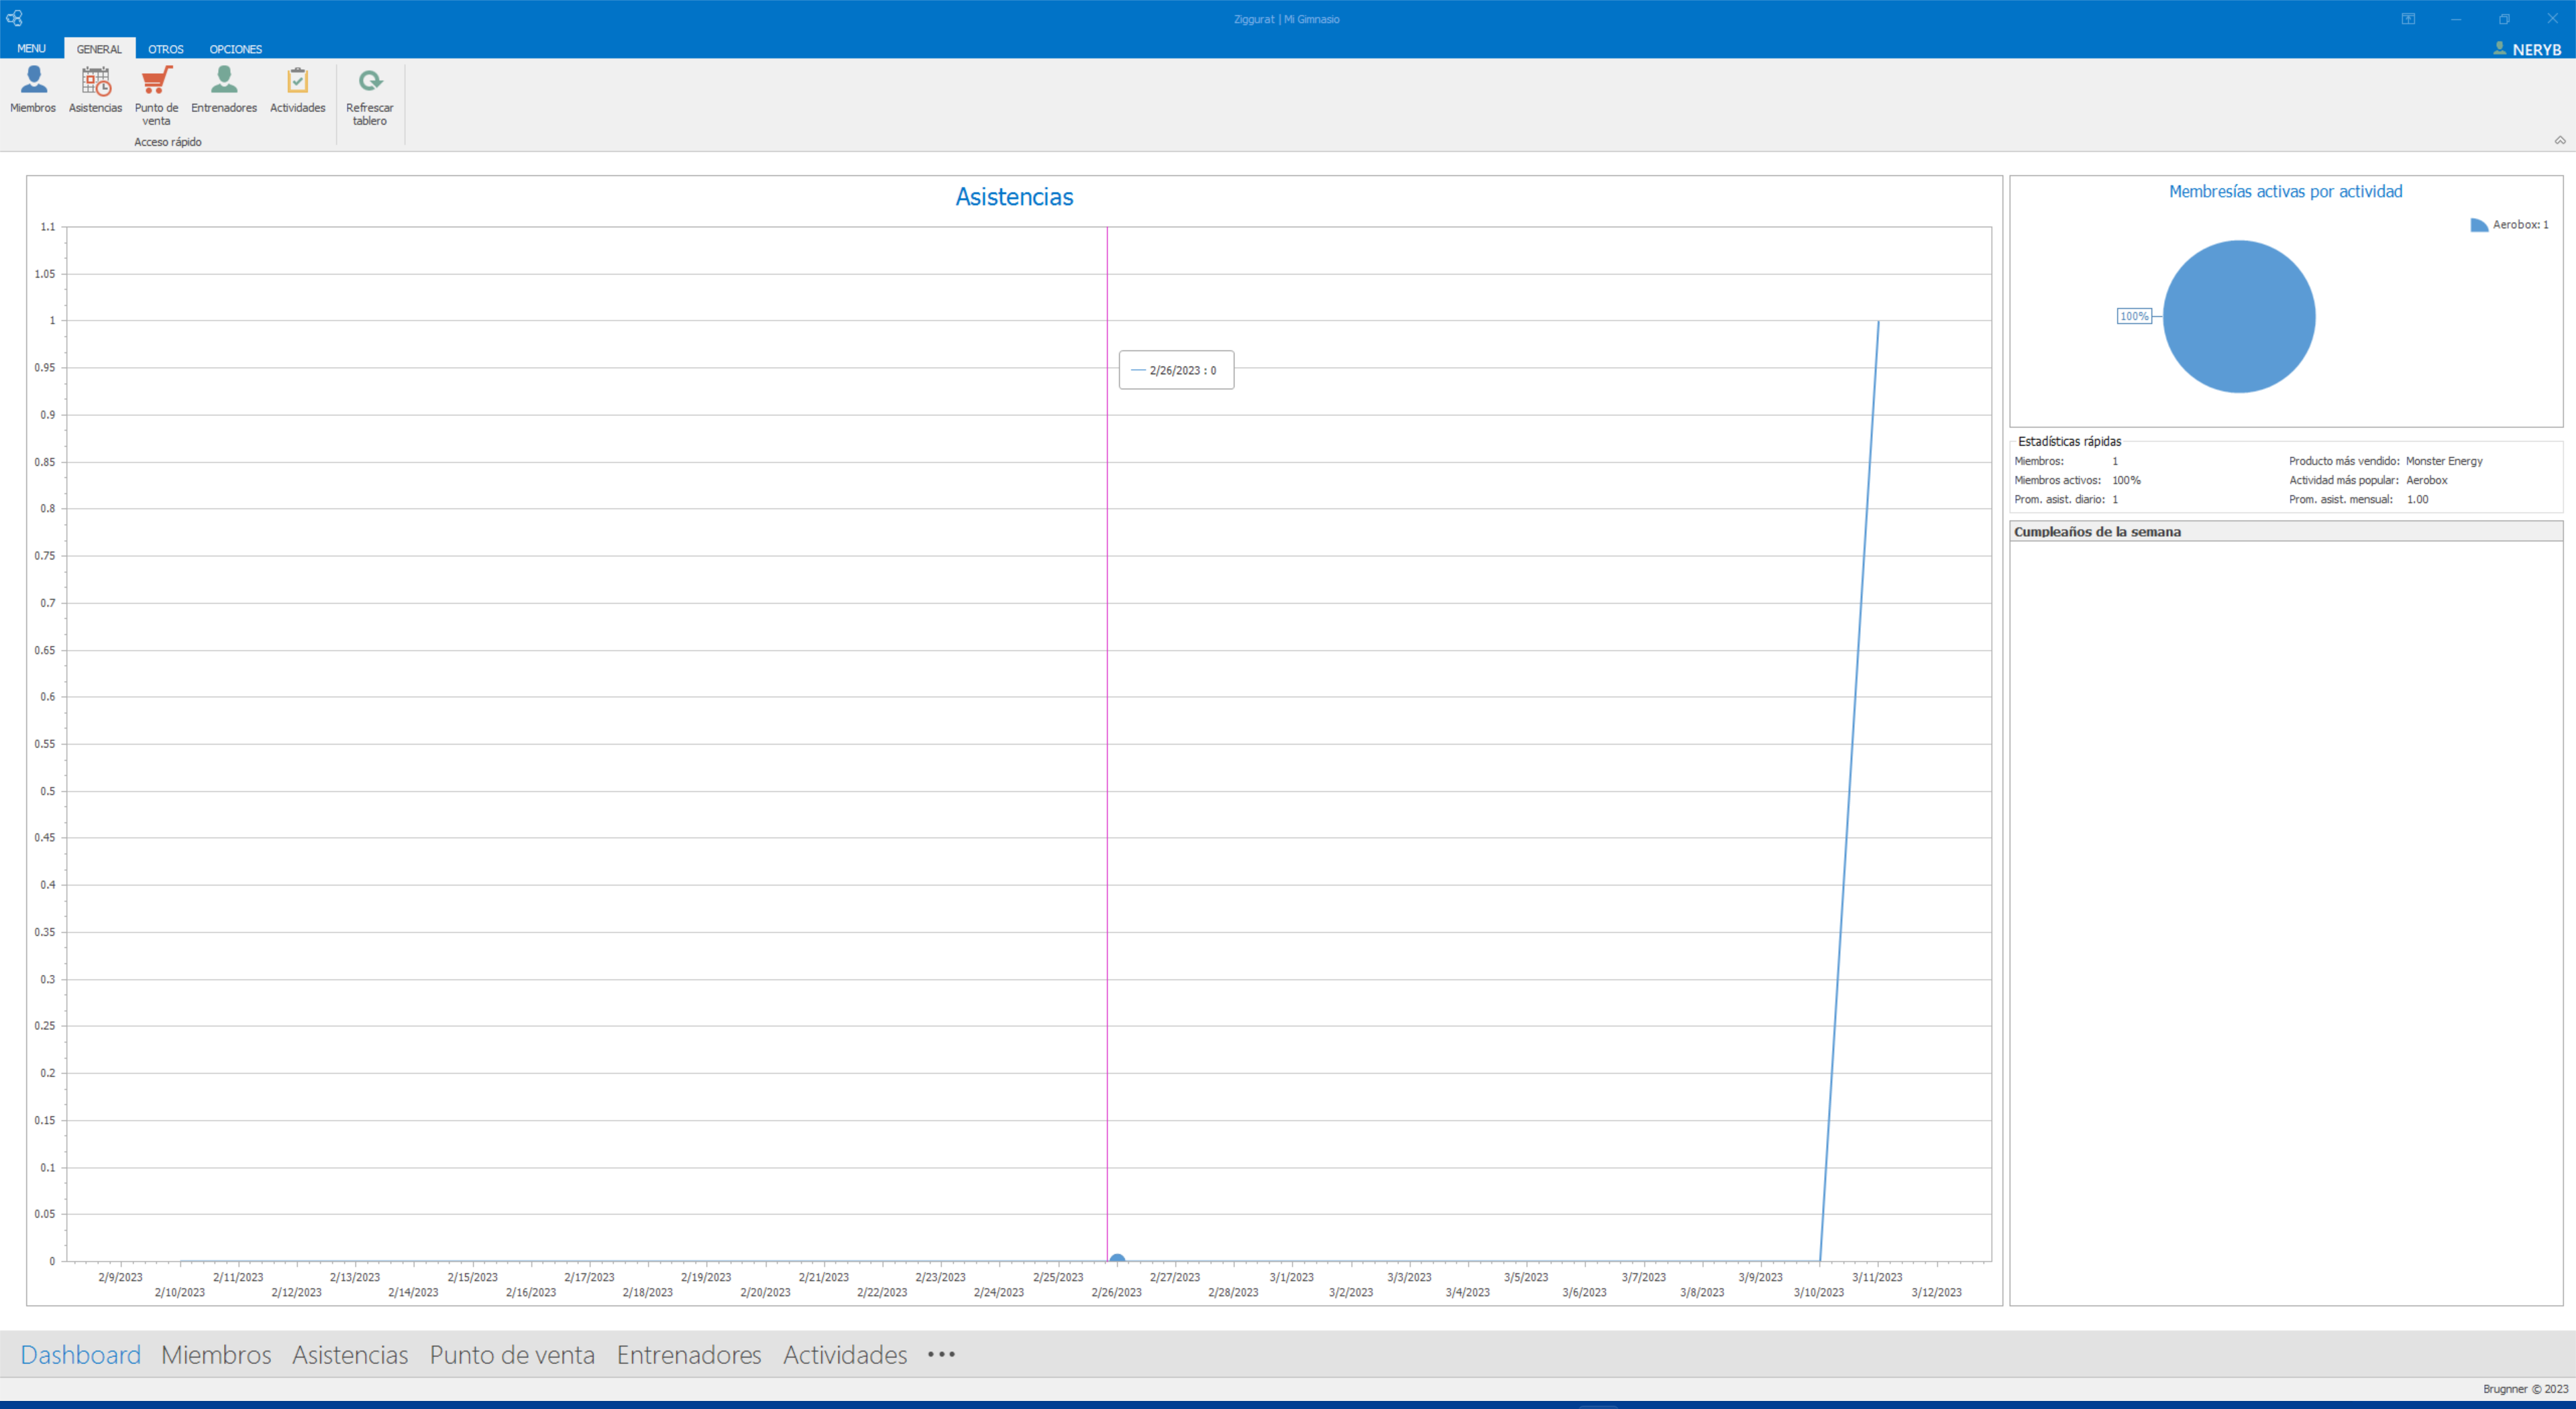 Ziggurat | Mi Gimnasio
MENU GENERAL OTROS OPCIONES
NERYB
Miembros Asistencias Punto de venta Entrenadores Actividades Refrescar tablero
Acceso rápido
Asistencias
1.1
1.05
1
0.95
0.9
0.85
0.8
0.75
0.7
0.65
0.6
0.55
0.5
0.45
0.4
0.35
0.3
0.25
0.2
0.15
0.1
0.05
0
2/26/2023 : 0
2/9/2023 2/11/2023 2/13/2023 2/15/2023 2/17/2023 2/19/2023 2/21/2023 2/23/2023 2/25/2023 2/27/2023 3/1/2023 3/3/2023 3/5/2023 3/7/2023 3/9/2023 3/11/2023
2/10/2023 2/12/2023 2/14/2023 2/16/2023 2/18/2023 2/20/2023 2/22/2023 2/24/2023 2/26/2023 2/28/2023 3/2/2023 3/4/2023 3/6/2023 3/8/2023 3/10/2023 3/12/2023
Membresías activas por actividad
Aerobox: 1
100%
Estadísticas rápidas
Miembros: 1 Producto más vendido: Monster Energy
Miembros activos: 100% Actividad más popular: Aerobox
Prom. asist. diario: 1 Prom. asist. mensual: 1.00
Cumpleaños de la semana
Dashboard Miembros Asistencias Punto de venta Entrenadores Actividades •••
Brugnner © 2023